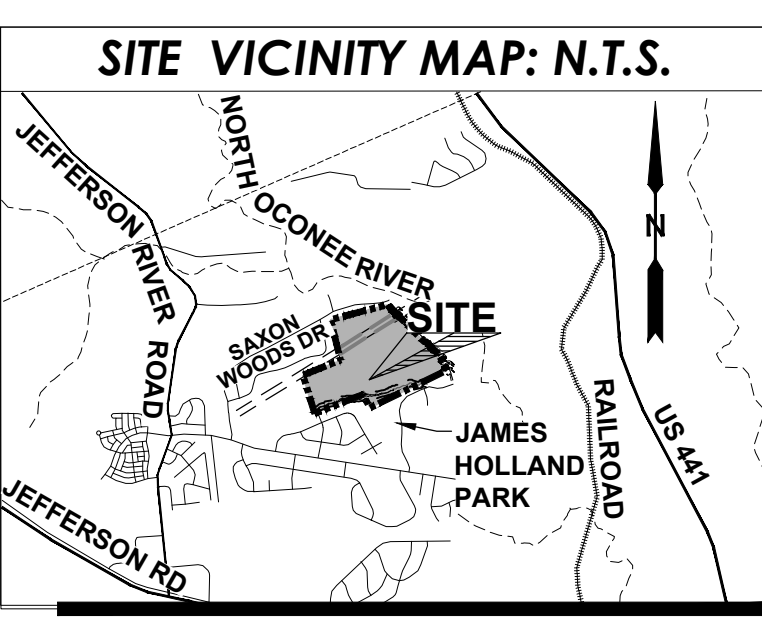 SITE VICINITY MAP: N.T.S.
JEFFERSON RIVER ROAD
NORTH OCONEE RIVER
N
SAXON
WOODS DR
SITE
JAMES
HOLLAND
PARK
RAILROAD
US 441
JEFFERSON RD